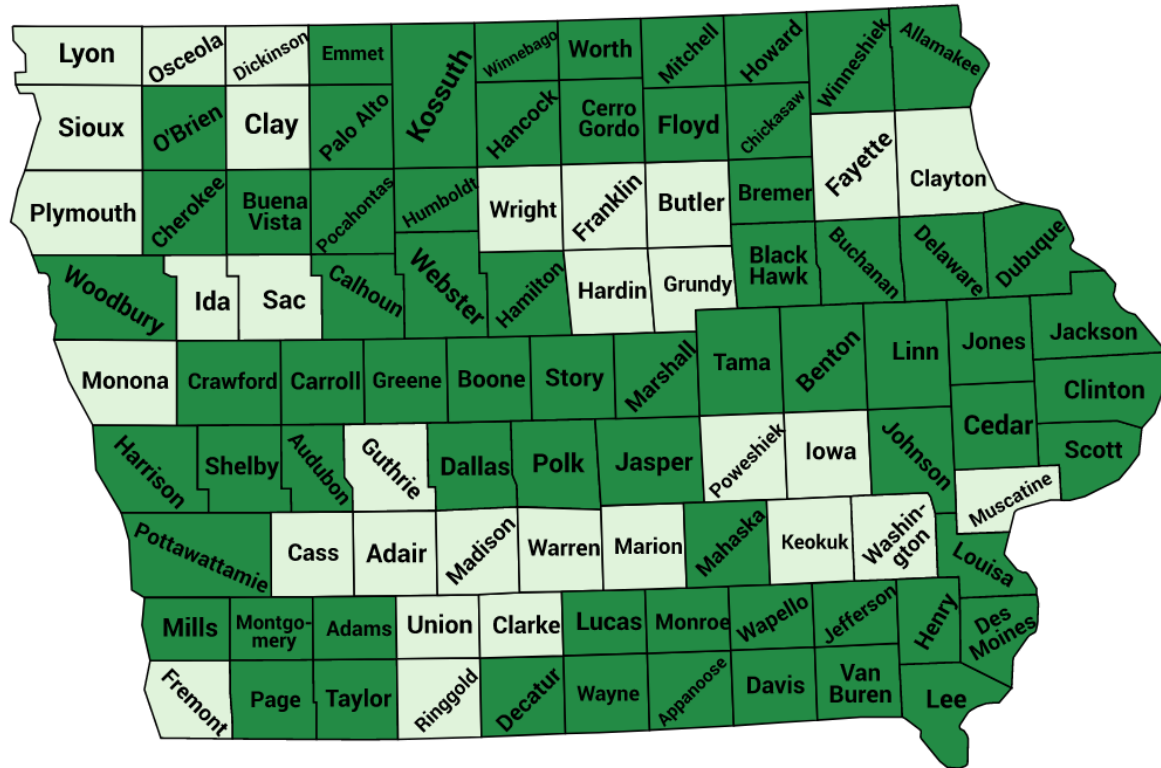 Lyon
Osceola
Dickinson
Emmet
Kossuth
Winnebago
Worth
Mitchell
Howard
Winneshiek
Allamakee
Sioux
O'Brien
Clay
Palo Alto
Hancock
Cerro
Gordo
Floyd
Chickasaw
Fayette
Clayton
Plymouth
Cherokee
Buena
Vista
Pocahontas
Humboldt
Wright
Franklin
Butler
Bremer
Woodbury
Ida
Sac
Calhoun
Webster
Hamilton
Hardin
Grundy
Black
Hawk
Buchanan
Delaware
Dubuque
Monona
Crawford
Carroll
Greene
Boone
Story
Marshall
Tama
Benton
Linn
Jones
Jackson
Clinton
Cedar
Scott
Harrison
Shelby
Audubon
Guthrie
Dallas
Polk
Jasper
Poweshiek
Iowa
Johnson
Muscatine
Pottawattamie
Cass
Adair
Madison
Warren
Marion
Mahaska
Keokuk
Washin-
gton
Louisa
Mills
Montgo-
mery
Adams
Union
Clarke
Lucas
Monroe
Wapello
Jefferson
Henry
Des
Moines
Fremont
Page
Taylor
Ringgold
Decatur
Wayne
Appanoose
Davis
Van
Buren
Lee